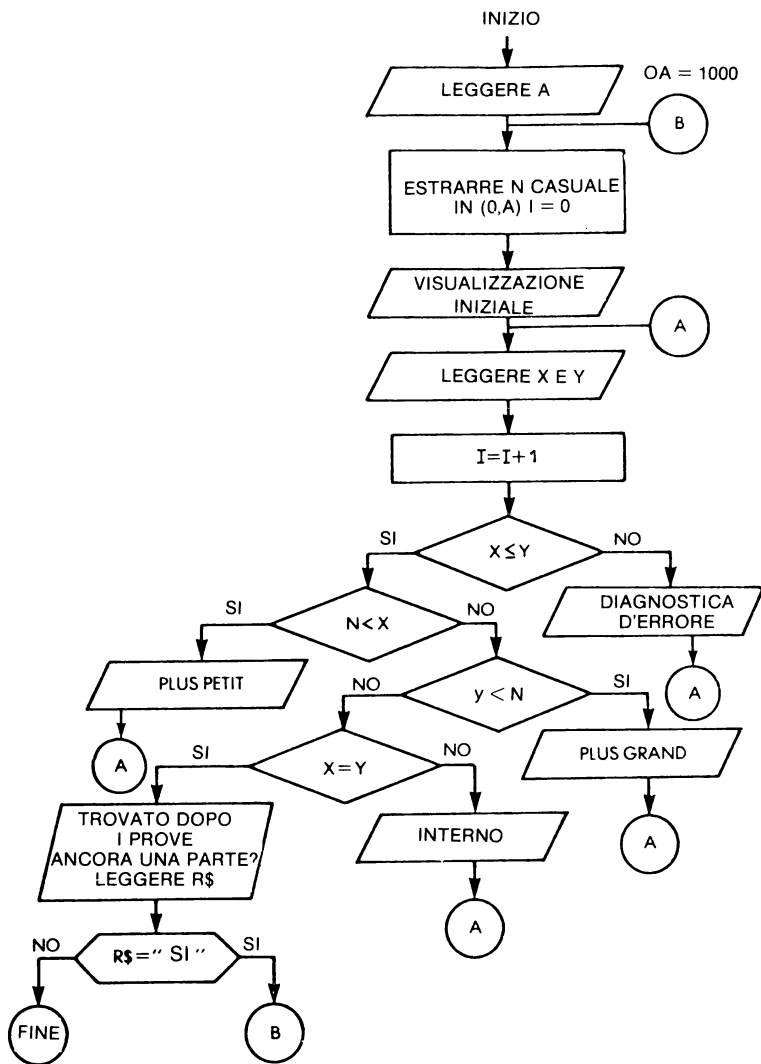 INIZIO
LEGGERE A
OA = 1000
B
ESTRARRE N CASUALE
IN (0,A) I = 0
VISUALIZZAZIONE
INIZIALE
A
LEGGERE X E Y
I=I+1
SI
X≤Y
NO
SI
N<X
NO
DIAGNOSTICA
D'ERRORE
PLUS PETIT
NO
y<N
SI
A
A
SI
X=Y
NO
PLUS GRAND
TROVATO DOPO
I PROVE
ANCORA UNA PARTE?
LEGGERE R$
INTERNO
A
A
NO
R$="SI"
SI
FINE
B